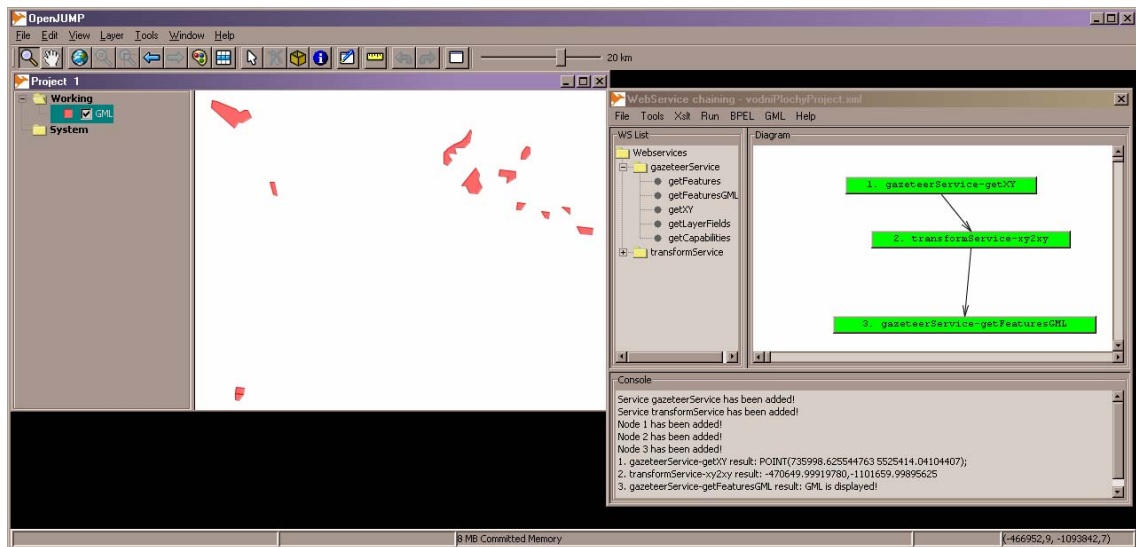 OpenJUMP
File Edit View Layer Tools Window Help
20 km
Project 1
Working
GML
System
WebService chaining - vodniPlochyProject.xml
File Tools Xslt Run BPEL GML Help
WS List
Webservices
gazeteerService
getFeatures
getFeaturesGML
getXY
getLayerFields
getCapabilities
transformService
Diagram
1. gazeteerService-getXY
2. transformService-xy2xy
3. gazeteerService-getFeaturesGML
Console
Service gazeteerService has been added!
Service transformService has been added!
Node 1 has been added!
Node 2 has been added!
Node 3 has been added!
1. gazeteerService-getXY result: POINT(735998.625544763 5525414.04104407);
2. transformService-xy2xy result: -470649.99919780,-1101659.99895625
3. gazeteerService-getFeaturesGML result: GML is displayed!
8 MB Committed Memory
(-466952,9, -1093842,7)